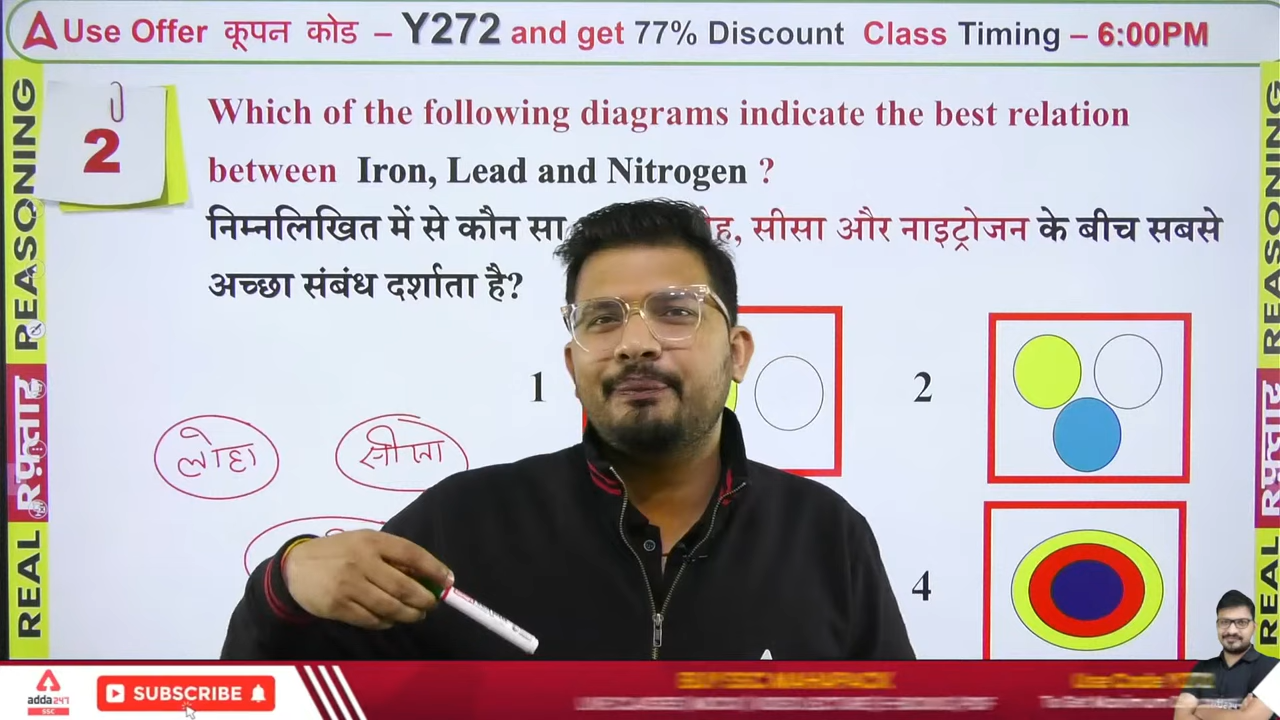 Use Offer कूपन कोड – Y272 and get 77% Discount Class Timing – 6:00PM
2
Which of the following diagrams indicate the best relation
between Iron, Lead and Nitrogen ?
निम्नलिखित में से कौन सा ह, सीसा और नाइट्रोजन के बीच सबसे
अच्छा संबंध दर्शाता है?
1
2
4
लोहा
सीसा
REAL रफ़्तार REASONING
REAL रफ़्तार REASONING
adda247
SSC
SUBSCRIBE